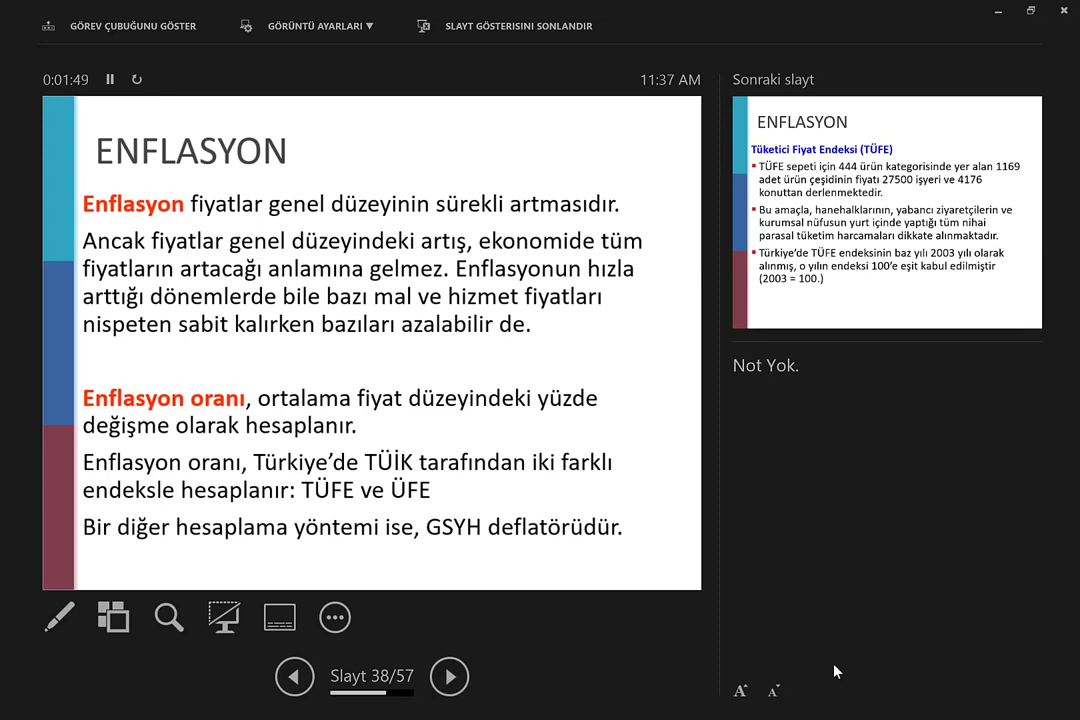 GÖREV ÇUBUĞUNU GÖSTER
GÖRÜNTÜ AYARLARI ▼
SLAYT GÖSTERISINI SONLANDIR
0:01:49
11:37 AM
ENFLASYON
Enflasyon fiyatlar genel düzeyinin sürekli artmasıdır.
Ancak fiyatlar genel düzeyindeki artış, ekonomide tüm
fiyatların artacağı anlamına gelmez. Enflasyonun hızla
arttığı dönemlerde bile bazı mal ve hizmet fiyatları
nispeten sabit kalırken bazıları azalabilir de.
Enflasyon oranı, ortalama fiyat düzeyindeki yüzde
değişme olarak hesaplanır.
Enflasyon oranı, Türkiye’de TÜİK tarafından iki farklı
endeksle hesaplanır: TÜFE ve ÜFE
Bir diğer hesaplama yöntemi ise, GSYH deflatörüdür.
Slayt 38/57
Sonraki slayt
ENFLASYON
Tüketici Fiyat Endeksi (TÜFE)
▪ TÜFE sepeti için 444 ürün kategorisinde yer alan 1169
adet ürün çeşidinin fiyatı 27500 işyeri ve 4176
konuttan derlenmektedir.
▪ Bu amaçla, hanehalklarının, yabancı ziyaretçilerin ve
kurumsal nüfusun yurt içinde yaptığı tüm nihai
parasal tüketim harcamaları dikkate alınmaktadır.
▪ Türkiye’de TÜFE endeksinin baz yılı 2003 yılı olarak
alınmış, o yılın endeksi 100’e eşit kabul edilmiştir
(2003 = 100.)
Not Yok.
A A